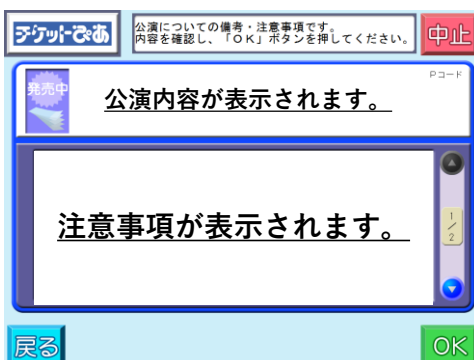 チケットぴあ
公演についての備考・注意事項です。
内容を確認し、「OK」ボタンを押してください。
中止
Pコード
発売中
公演内容が表示されます。
注意事項が表示されます。
1/2
戻る
OK